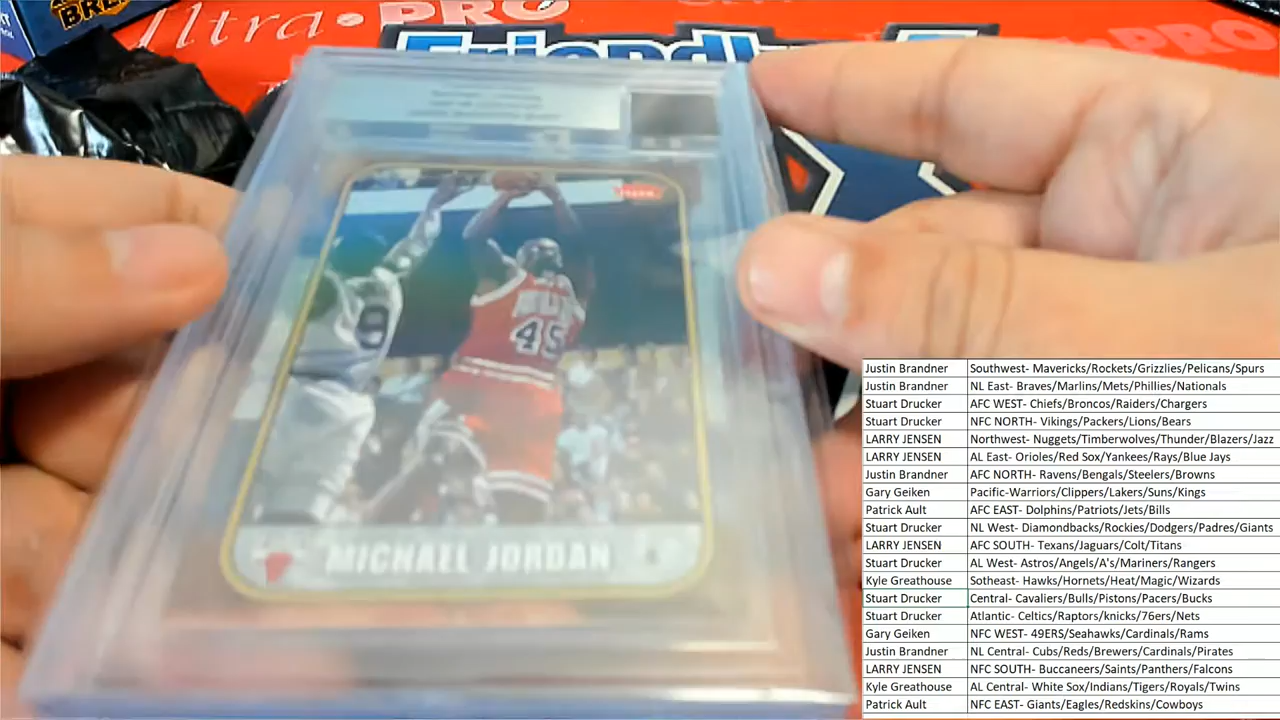 Ultra•PRO
PRO
Friendly
FLEER
BULLS
45
9
MICHAEL JORDAN
Justin Brandner Southwest- Mavericks/Rockets/Grizzlies/Pelicans/Spurs
Justin Brandner NL East- Braves/Marlins/Mets/Phillies/Nationals
Stuart Drucker AFC WEST- Chiefs/Broncos/Raiders/Chargers
Stuart Drucker NFC NORTH- Vikings/Packers/Lions/Bears
LARRY JENSEN Northwest- Nuggets/Timberwolves/Thunder/Blazers/Jazz
LARRY JENSEN AL East- Orioles/Red Sox/Yankees/Rays/Blue Jays
Justin Brandner AFC NORTH- Ravens/Bengals/Steelers/Browns
Gary Geiken Pacific-Warriors/Clippers/Lakers/Suns/Kings
Patrick Ault AFC EAST- Dolphins/Patriots/Jets/Bills
Stuart Drucker NL West- Diamondbacks/Rockies/Dodgers/Padres/Giants
LARRY JENSEN AFC SOUTH- Texans/Jaguars/Colt/Titans
Stuart Drucker AL West- Astros/Angels/A's/Mariners/Rangers
Kyle Greathouse Sotheast- Hawks/Hornets/Heat/Magic/Wizards
Stuart Drucker Central- Cavaliers/Bulls/Pistons/Pacers/Bucks
Stuart Drucker Atlantic- Celtics/Raptors/knicks/76ers/Nets
Gary Geiken NFC WEST- 49ERS/Seahawks/Cardinals/Rams
Justin Brandner NL Central- Cubs/Reds/Brewers/Cardinals/Pirates
LARRY JENSEN NFC SOUTH- Buccaneers/Saints/Panthers/Falcons
Kyle Greathouse AL Central- White Sox/Indians/Tigers/Royals/Twins
Patrick Ault NFC EAST- Giants/Eagles/Redskins/Cowboys